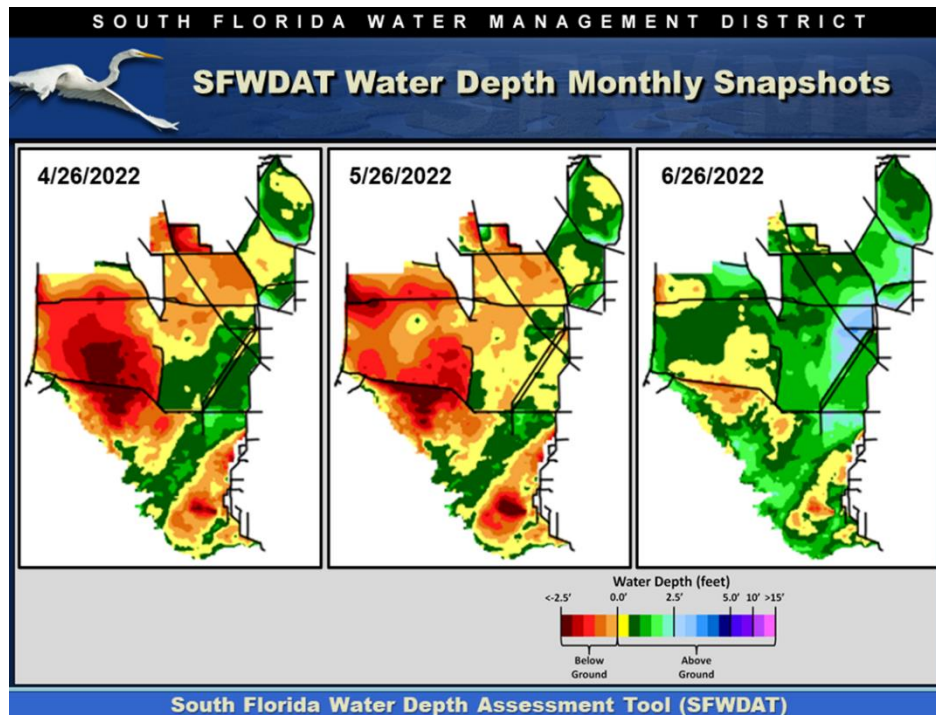 SOUTH FLORIDA WATER MANAGEMENT DISTRICT
SFWDAT Water Depth Monthly Snapshots
4/26/2022
5/26/2022
6/26/2022
Water Depth (feet)
<-2.5' 0.0' 2.5' 5.0' 10' >15'
Below Ground
Above Ground
South Florida Water Depth Assessment Tool (SFWDAT)